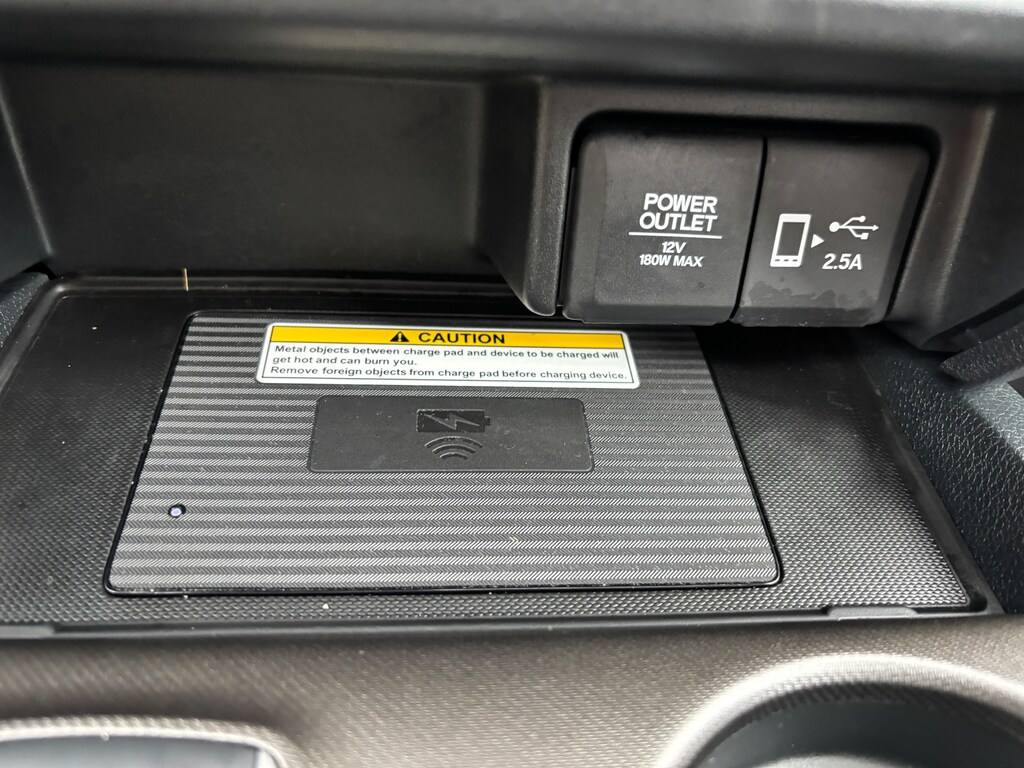 POWER
OUTLET
12V
180W MAX
2.5A
CAUTION
Metal objects between charge pad and device to be charged will
get hot and can burn you.
Remove foreign objects from charge pad before charging device.